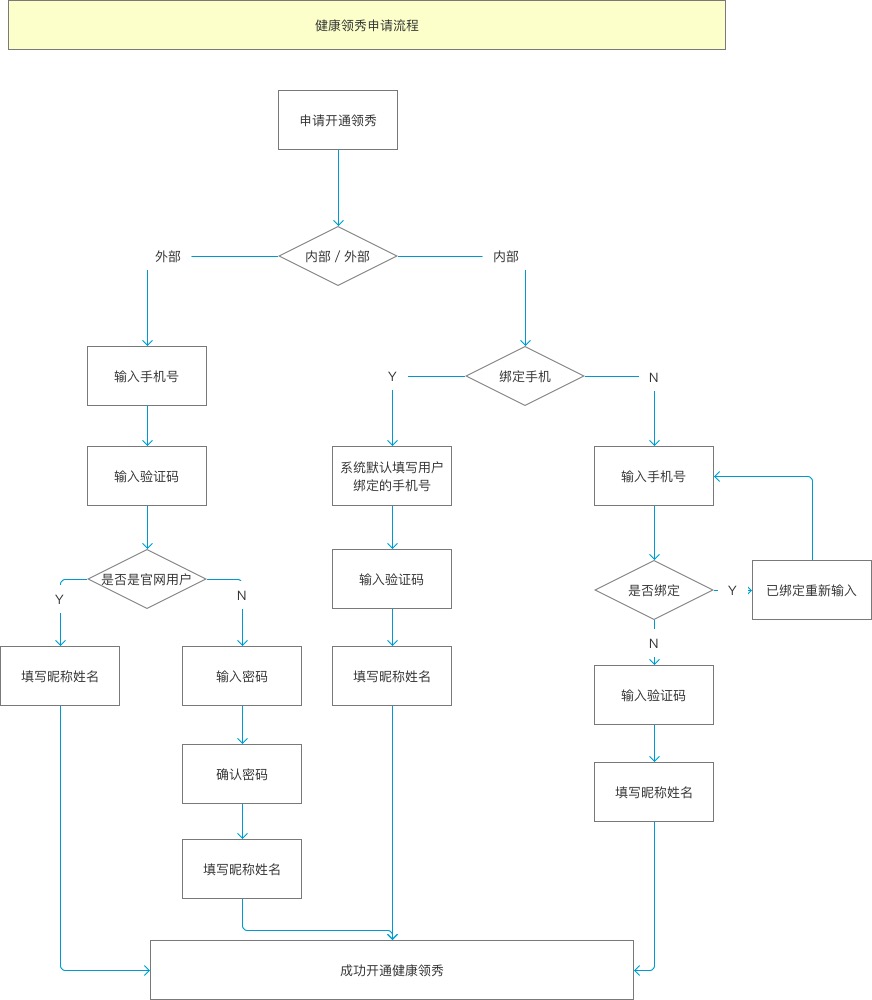 健康领秀申请流程
申请开通领秀
内部 / 外部
外部
内部
输入手机号
绑定手机
Y
N
输入验证码
系统默认填写用户
绑定的手机号
输入手机号
是否是官网用户
输入验证码
是否绑定
Y
已绑定重新输入
Y
N
N
填写昵称姓名
输入密码
填写昵称姓名
输入验证码
确认密码
填写昵称姓名
填写昵称姓名
成功开通健康领秀